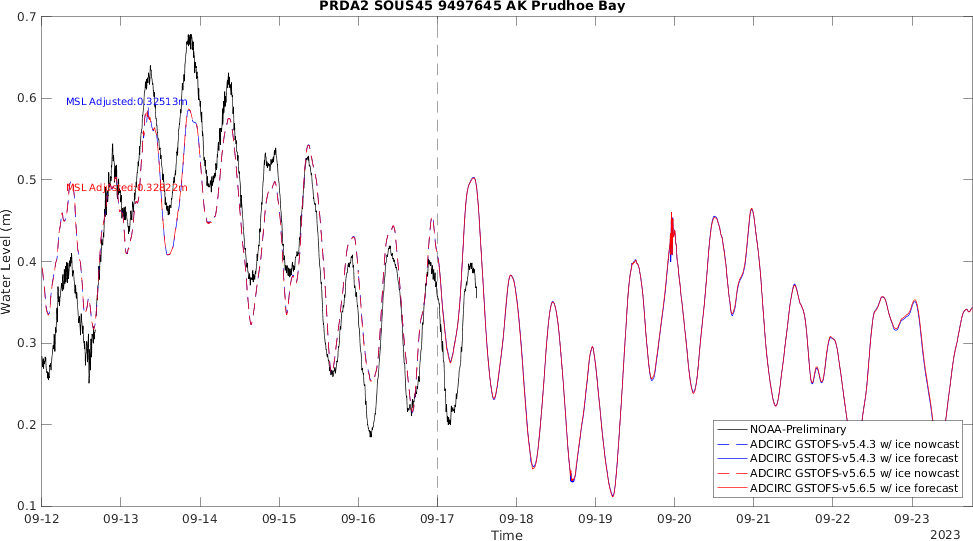 PRDA2 SOUS45 9497645 AK Prudhoe Bay
0.7
0.6
0.5
0.4
0.3
0.2
0.1
Water Level (m)
MSL Adjusted:0.32513m
MSL Adjusted:0.32822m
NOAA-Preliminary
ADCIRC GSTOFS-v5.4.3 w/ ice nowcast
ADCIRC GSTOFS-v5.4.3 w/ ice forecast
ADCIRC GSTOFS-v5.6.5 w/ ice nowcast
ADCIRC GSTOFS-v5.6.5 w/ ice forecast
09-12 09-13 09-14 09-15 09-16 09-17 09-18 09-19 09-20 09-21 09-22 09-23
Time
2023